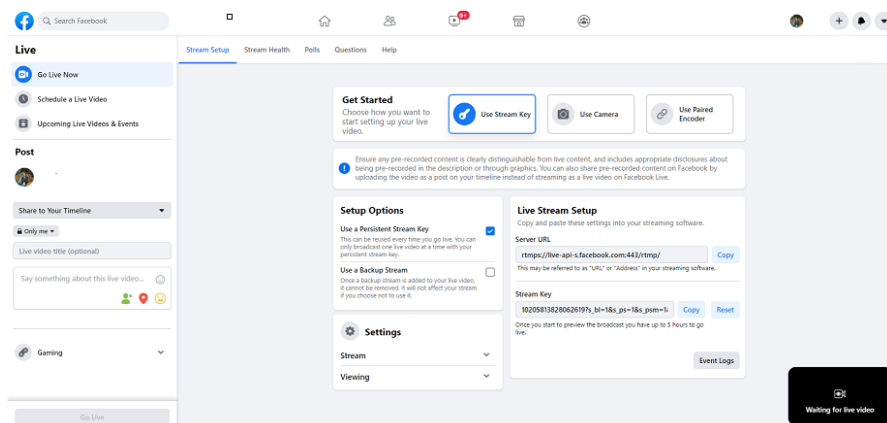 Search Facebook
9+
Live
Go Live Now
Schedule a Live Video
Upcoming Live Videos & Events
Post
Share to Your Timeline
Only me
Live video title (optional)
Say something about this live video...
Gaming
Go Live
Stream Setup
Stream Health
Polls
Questions
Help
Get Started
Choose how you want to
start setting up your live
video.
Use Stream Key
Use Camera
Use Paired
Encoder
Ensure any pre-recorded content is clearly distinguishable from live content, and includes appropriate disclosures about
being pre-recorded in the description or through graphics. You can also share pre-recorded content on Facebook by
uploading the video as a post on your timeline instead of streaming as a live video on Facebook Live.
Setup Options
Use a Persistent Stream Key
This can be reused every time you go live. You can
only broadcast one live video at a time with your
persistent stream key.
Use a Backup Stream
Once a backup stream is added to your live video,
it cannot be removed. It will not affect your stream
if you choose not to use it.
Settings
Stream
Viewing
Live Stream Setup
Copy and paste these settings into your streaming software.
Server URL
rtmps://live-api-s.facebook.com:443/rtmp/
Copy
This may be referred to as "URL" or "Address" in your streaming software.
Stream Key
10205813828062619?s_bl=1&s_ps=1&s_psm=1&
Copy
Reset
Once you start to preview the broadcast you have up to 5 hours to go
live.
Event Logs
Waiting for live video